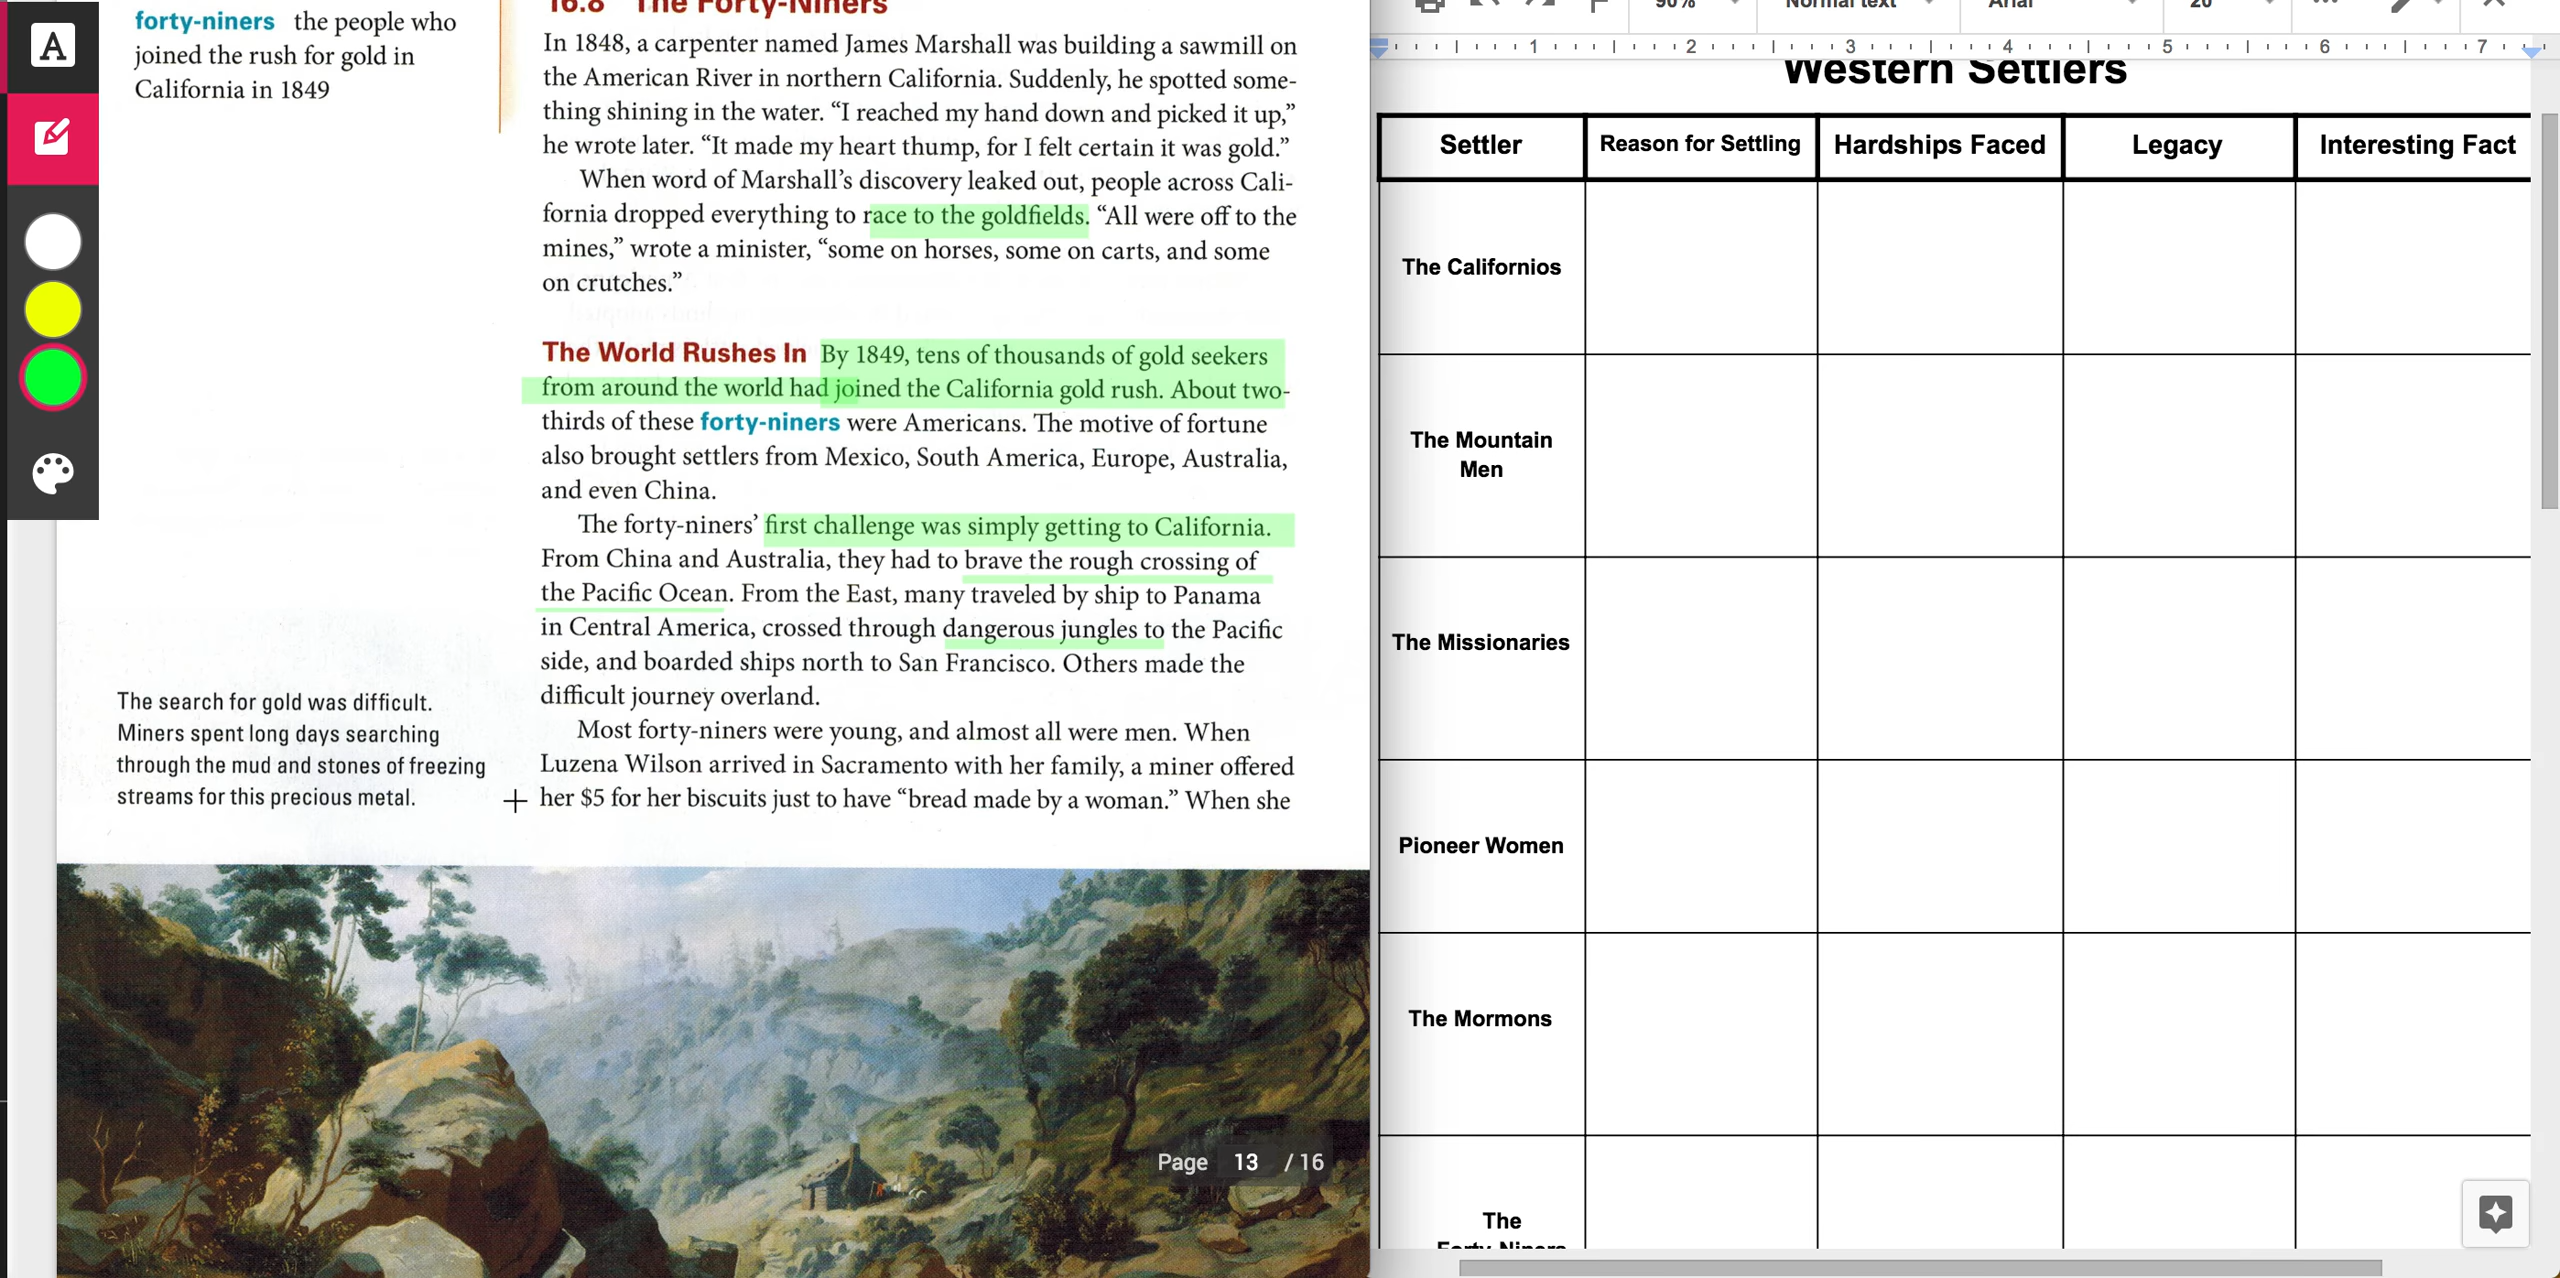 A
forty-niners the people who
joined the rush for gold in
California in 1849
16.8 The Forty-Niners
In 1848, a carpenter named James Marshall was building a sawmill on
the American River in northern California. Suddenly, he spotted some-
thing shining in the water. “I reached my hand down and picked it up,”
he wrote later. “It made my heart thump, for I felt certain it was gold.”
When word of Marshall’s discovery leaked out, people across Cali-
fornia dropped everything to race to the goldfields. “All were off to the
mines,” wrote a minister, “some on horses, some on carts, and some
on crutches.”
The World Rushes In By 1849, tens of thousands of gold seekers
from around the world had joined the California gold rush. About two-
thirds of these forty-niners were Americans. The motive of fortune
also brought settlers from Mexico, South America, Europe, Australia,
and even China.
The forty-niners’ first challenge was simply getting to California.
From China and Australia, they had to brave the rough crossing of
the Pacific Ocean. From the East, many traveled by ship to Panama
in Central America, crossed through dangerous jungles to the Pacific
side, and boarded ships north to San Francisco. Others made the
difficult journey overland.
Most forty-niners were young, and almost all were men. When
Luzena Wilson arrived in Sacramento with her family, a miner offered
her $5 for her biscuits just to have “bread made by a woman.” When she
The search for gold was difficult.
Miners spent long days searching
through the mud and stones of freezing
streams for this precious metal.
Page 13 / 16
90% Normal text Arial 20
1 2 3 4 5 6 7
Western Settlers
Settler Reason for Settling Hardships Faced Legacy Interesting Fact
The Californios
The Mountain
Men
The Missionaries
Pioneer Women
The Mormons
The
Forty-Niners